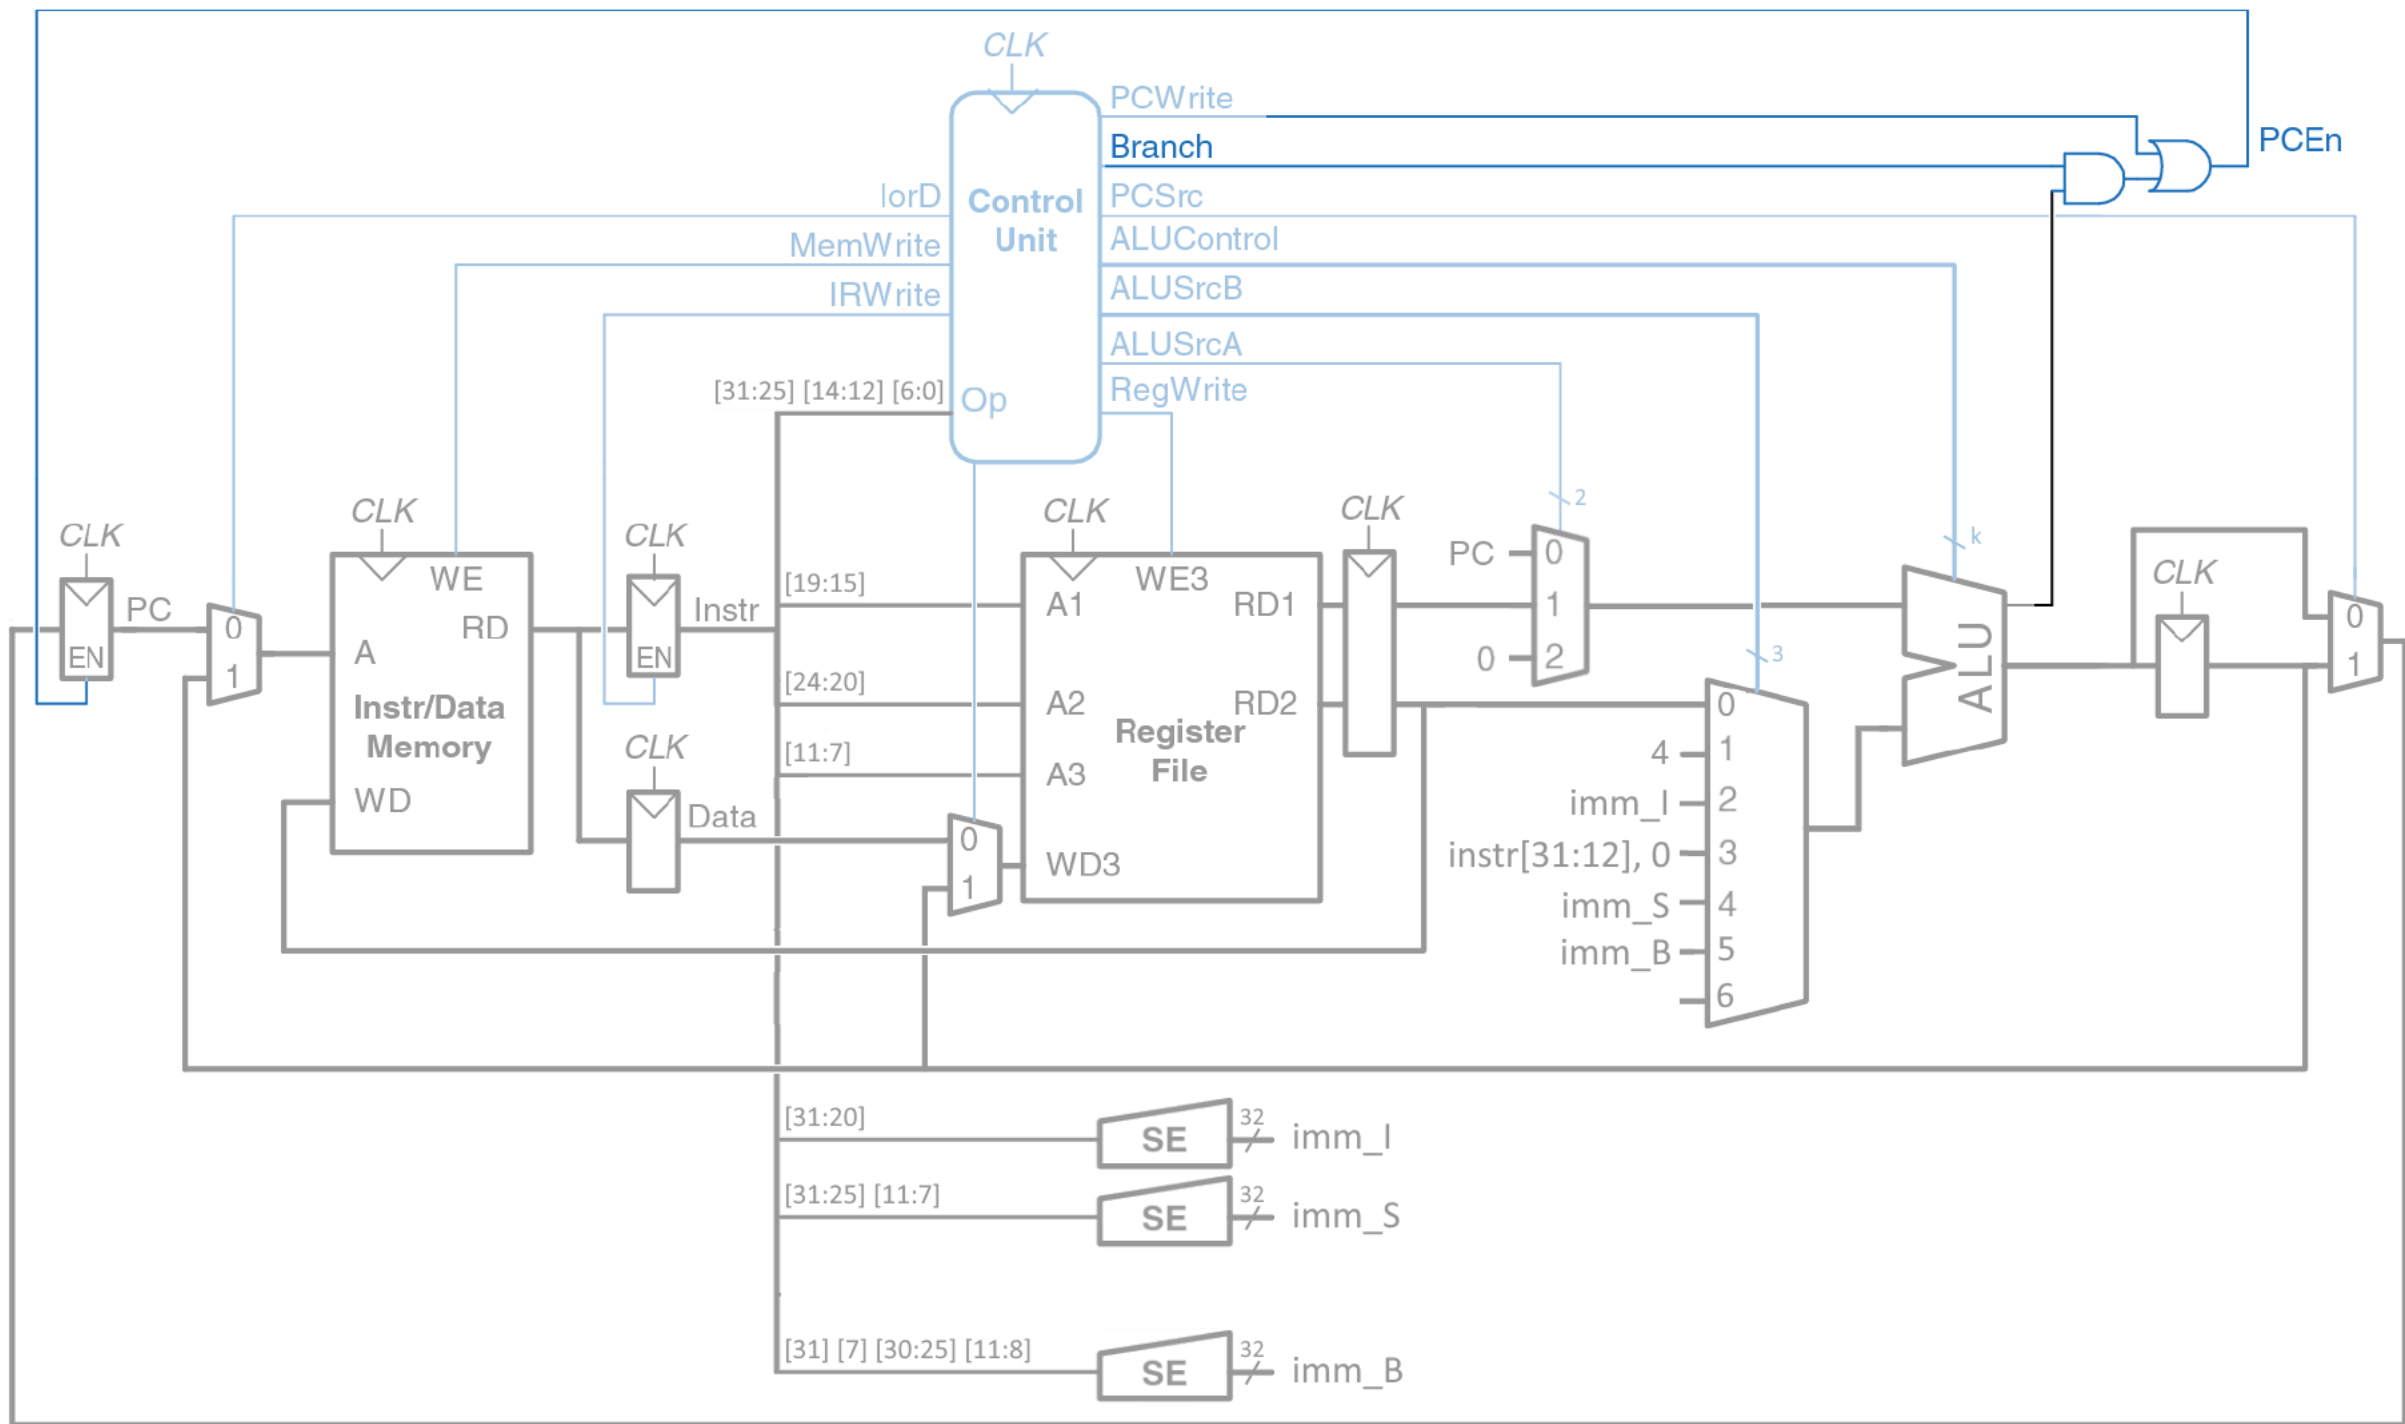 CLK
PCWrite
Branch
PCEn
IorD
Control
Unit
PCSrc
MemWrite
ALUControl
IRWrite
ALUSrcB
ALUSrcA
[31:25] [14:12] [6:0]
Op
RegWrite
CLK
CLK
CLK
CLK
CLK
2
k
3
CLK
PC
EN
0
1
WE
RD
A
Instr/Data
Memory
WD
Instr
EN
CLK
Data
[19:15]
[24:20]
[11:7]
0
1
WE3
A1
RD1
A2
RD2
Register
File
A3
WD3
PC
0
1
0
2
0
4
1
imm_I
2
instr[31:12], 0
3
imm_S
4
imm_B
5
6
ALU
0
1
[31:20]
SE
32
imm_I
[31:25] [11:7]
SE
32
imm_S
[31] [7] [30:25] [11:8]
SE
32
imm_B